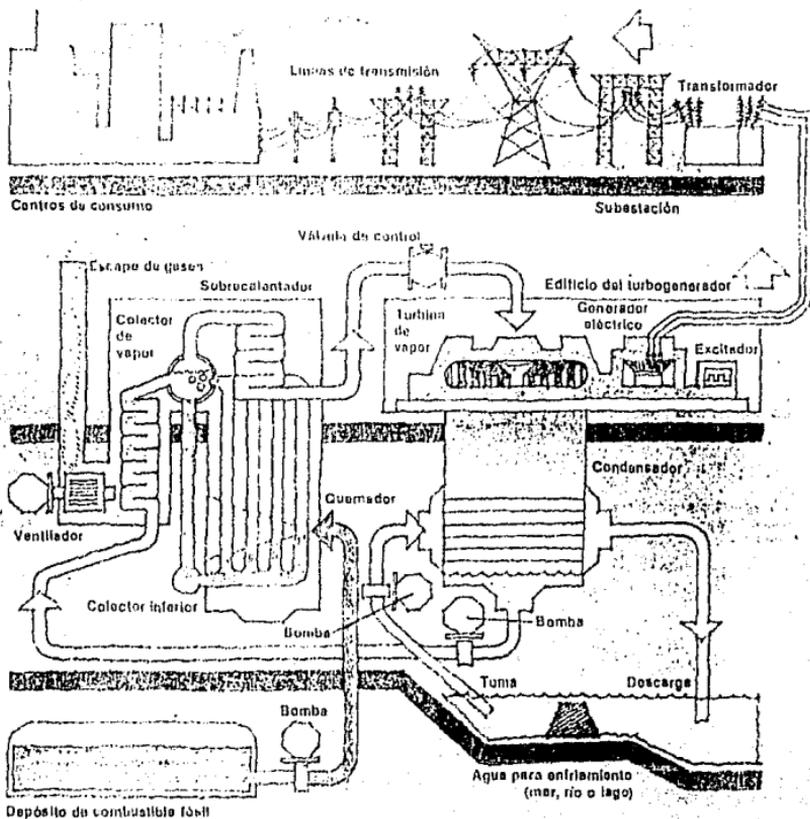 Líneas de transmisión
Transformador
Centros de consumo
Subestación
Válvula de control
Escape de gases
Sobrecalentador
Edificio del turbogenerador
Colector
de
vapor
Turbina
de
vapor
Generador
eléctrico
Excitador
Condensador
Quemador
Ventilador
Colector inferior
Bomba
Bomba
Toma
Descarga
Bomba
Agua para enfriamiento
(mar, río o lago)
Depósito de combustible fósil